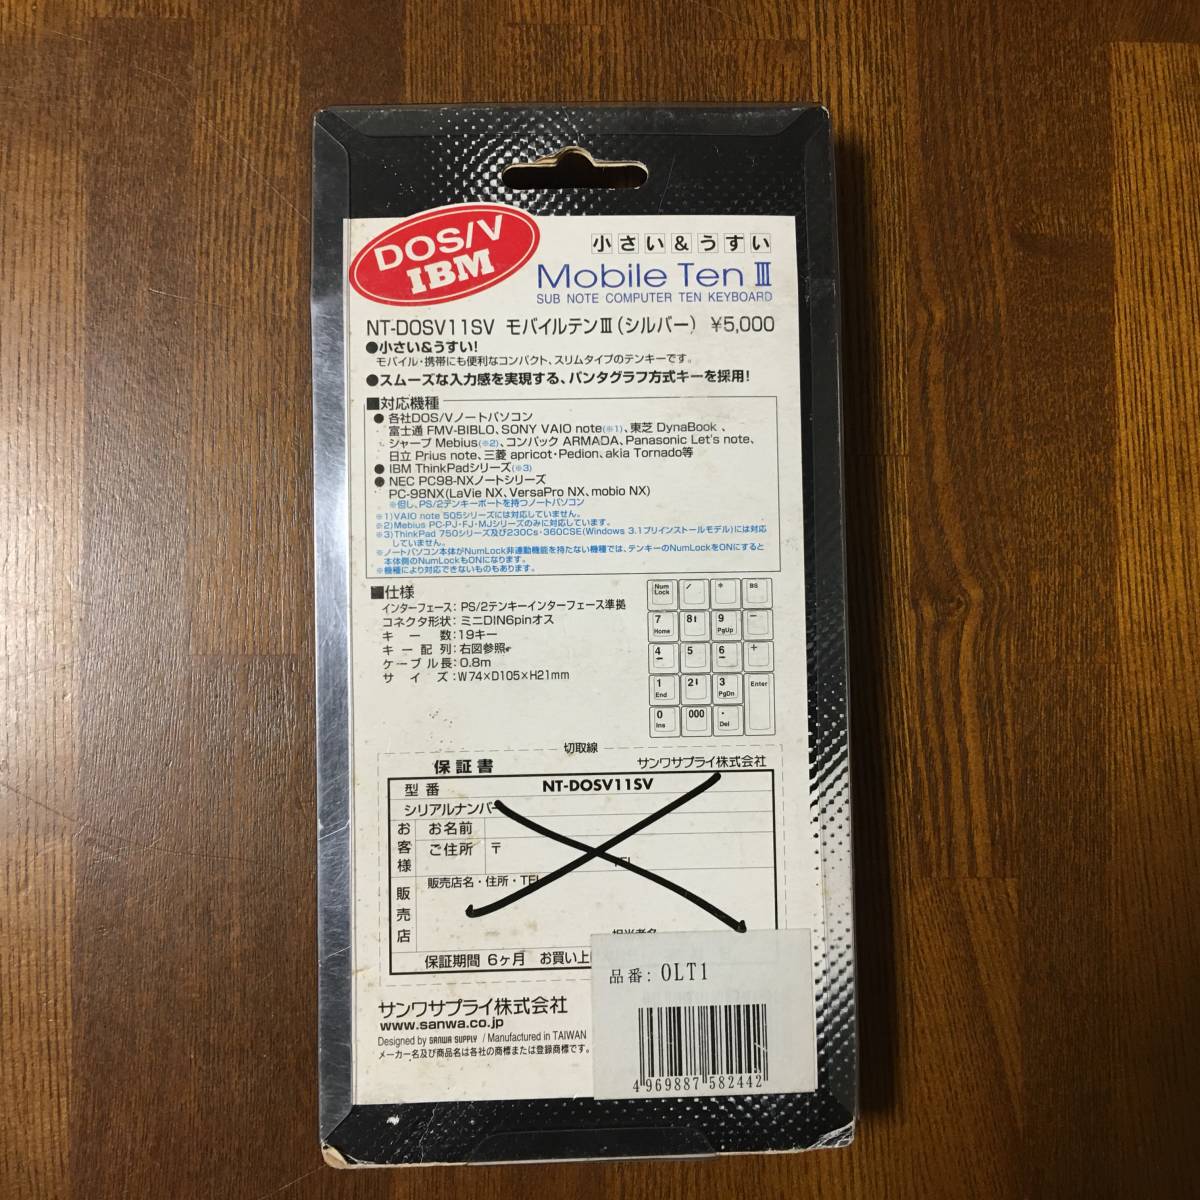 DOS/V
IBM
小さい&うすい
Mobile Ten III
SUB NOTE COMPUTER TEN KEYBOARD
NT-DOSV11SV モバイルテンIII(シルバー) ¥5,000
●小さい&うすい!
モバイル・携帯にも便利なコンパクト、スリムタイプのテンキーです。
●スムーズな入力感を実現する、パンタグラフ方式キーを採用!
■対応機種
●各社DOS/Vノートパソコン
富士通 FMV-BIBLO、SONY VAIO note(※1)、東芝 DynaBook 、
シャープ Mebius(※2)、コンパック ARMADA、Panasonic Let's note、
日立 Prius note、三菱 apricot・Pedion、akia Tornado等
●IBM ThinkPadシリーズ(※3)
●NEC PC98-NXノートシリーズ
PC-98NX(LaVie NX、VersaPro NX、mobio NX)
※但し、PS/2テンキーポートを持つノートパソコン
※1)VAIO note 505シリーズには対応していません。
※2)Mebius PC-PJ・FJ・MJシリーズのみに対応しています。
※3)ThinkPad 750シリーズ及び230Cs・360CSE(Windows 3.1プリインストールモデル)には対応
していません。
※ノートパソコン本体がNumLock非連動機能を持たない機種では、テンキーのNumLockをONにすると
本体側のNumLockもONになります。
※機種により対応できないものもあります。
■仕様
インターフェース: PS/2テンキーインターフェース準拠
コネクタ形状: ミニDIN6pinオス
キー数: 19キー
キー配列: 右図参照☞
ケーブル長: 0.8m
サイズ: W74×D105×H21mm
Num Lock / * BS
7 Home 8↑ 9 PgUp −
4← 5 6→ +
1 End 2↓ 3 PgDn Enter
0 Ins 000 . Del
切取線
保証書 サンワサプライ株式会社
型番 NT-DOSV11SV
シリアルナンバー
お客様 お名前
ご住所 〒
TEL
販売店 販売店名・住所・TEL
担当者名
保証期間 6ヶ月 お買い上
品番: OLT1
サンワサプライ株式会社
www.sanwa.co.jp
Designed by SANWA SUPPLY / Manufactured in TAIWAN
メーカー名及び商品名は各社の商標または登録商標です。
4 969887 582442